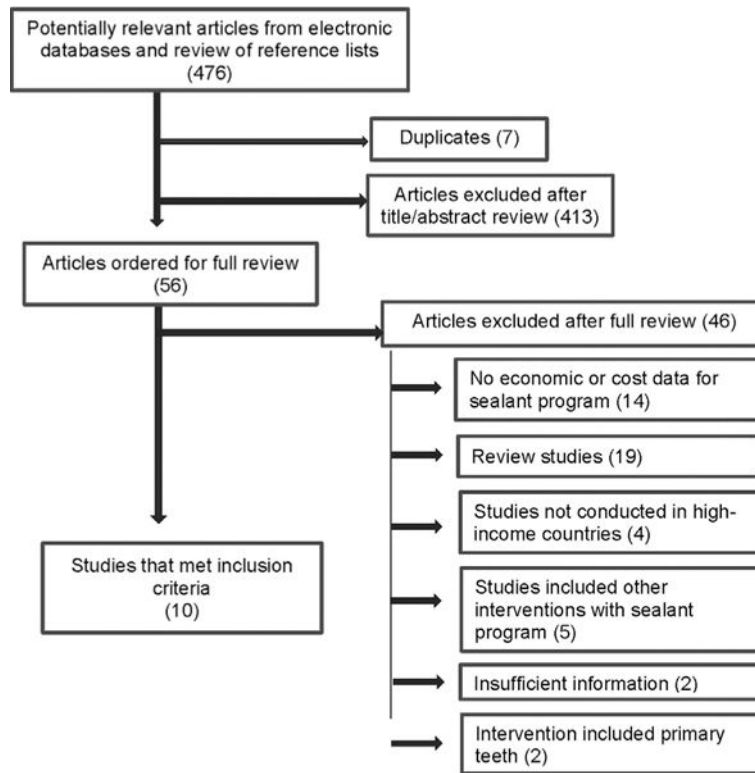 Potentially relevant articles from electronic
databases and review of reference lists
(476)
Duplicates (7)
Articles excluded after
title/abstract review (413)
Articles ordered for full review
(56)
Articles excluded after full review (46)
No economic or cost data for
sealant program (14)
Review studies (19)
Studies not conducted in high-
income countries (4)
Studies included other
interventions with sealant
program (5)
Insufficient information (2)
Intervention included primary
teeth (2)
Studies that met inclusion
criteria
(10)